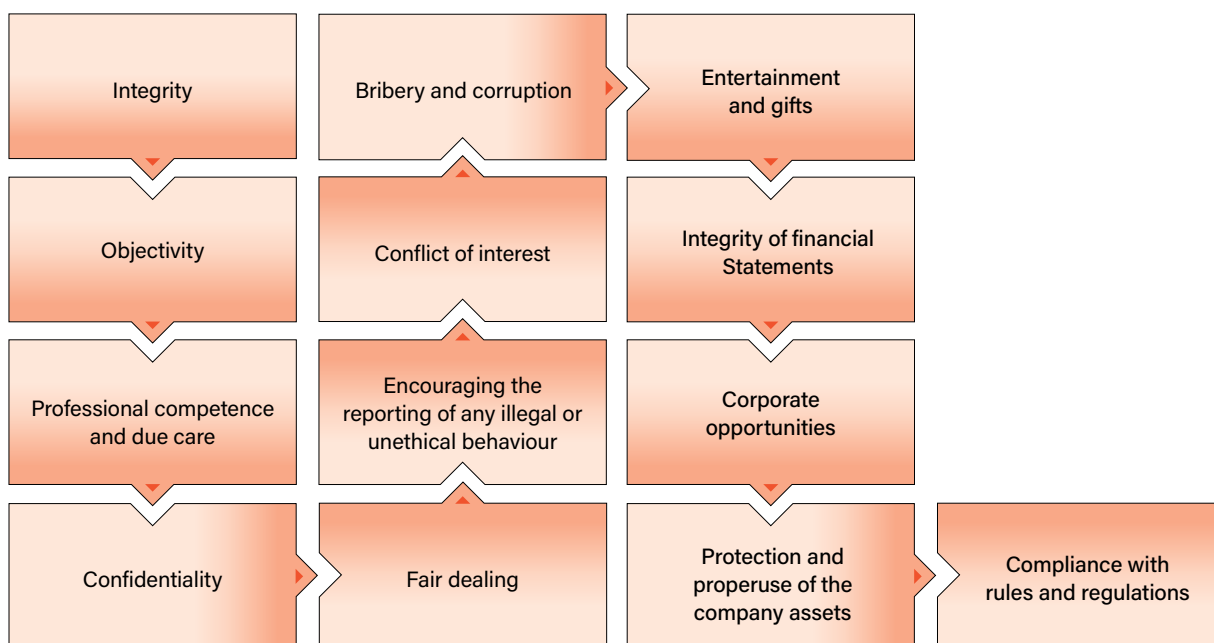 Integrity
Objectivity
Professional competence
and due care
Confidentiality
Fair dealing
Encouraging the
reporting of any illegal or
unethical behaviour
Conflict of interest
Bribery and corruption
Entertainment
and gifts
Integrity of financial
Statements
Corporate
opportunities
Protection and
properuse of the
company assets
Compliance with
rules and regulations